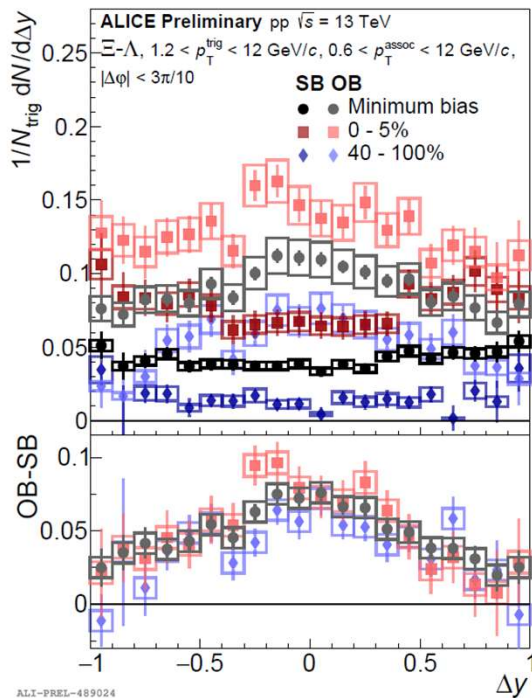 ALICE Preliminary pp √s = 13 TeV
Ξ-Λ, 1.2 < p_T^trig < 12 GeV/c, 0.6 < p_T^assoc < 12 GeV/c,
|Δφ| < 3π/10
SB OB
Minimum bias
0 - 5%
40 - 100%
1/N_trig dN/dΔy
0.25
0.2
0.15
0.1
0.05
0
OB-SB
0.1
0.05
0
−1 −0.5 0 0.5 1
Δy
ALI-PREL-489024